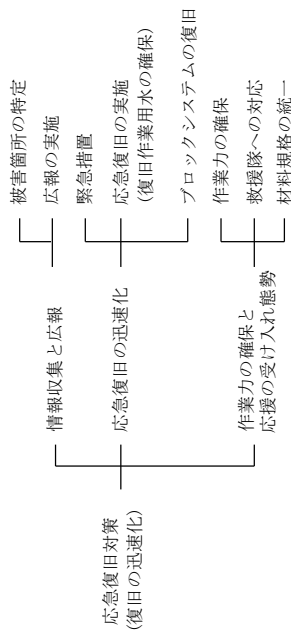 応急復旧対策
(復旧の迅速化)
情報収集と広報
被害箇所の特定
広報の実施
応急復旧の迅速化
緊急措置
応急復旧の実施
(復旧作業用水の確保)
ブロックシステムの復旧
作業力の確保と
応援の受け入れ態勢
作業力の確保
救援隊への対応
材料規格の統一